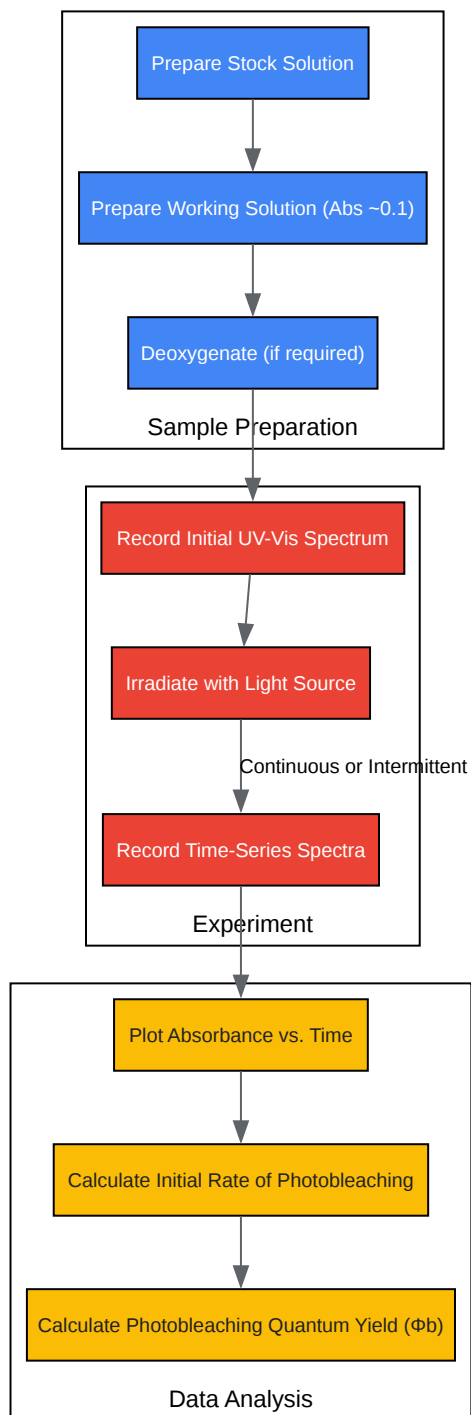 Prepare Stock Solution
Prepare Working Solution (Abs ~0.1)
Deoxygenate (if required)
Sample Preparation
Record Initial UV-Vis Spectrum
Irradiate with Light Source
Continuous or Intermittent
Record Time-Series Spectra
Experiment
Plot Absorbance vs. Time
Calculate Initial Rate of Photobleaching
Calculate Photobleaching Quantum Yield (Φb)
Data Analysis